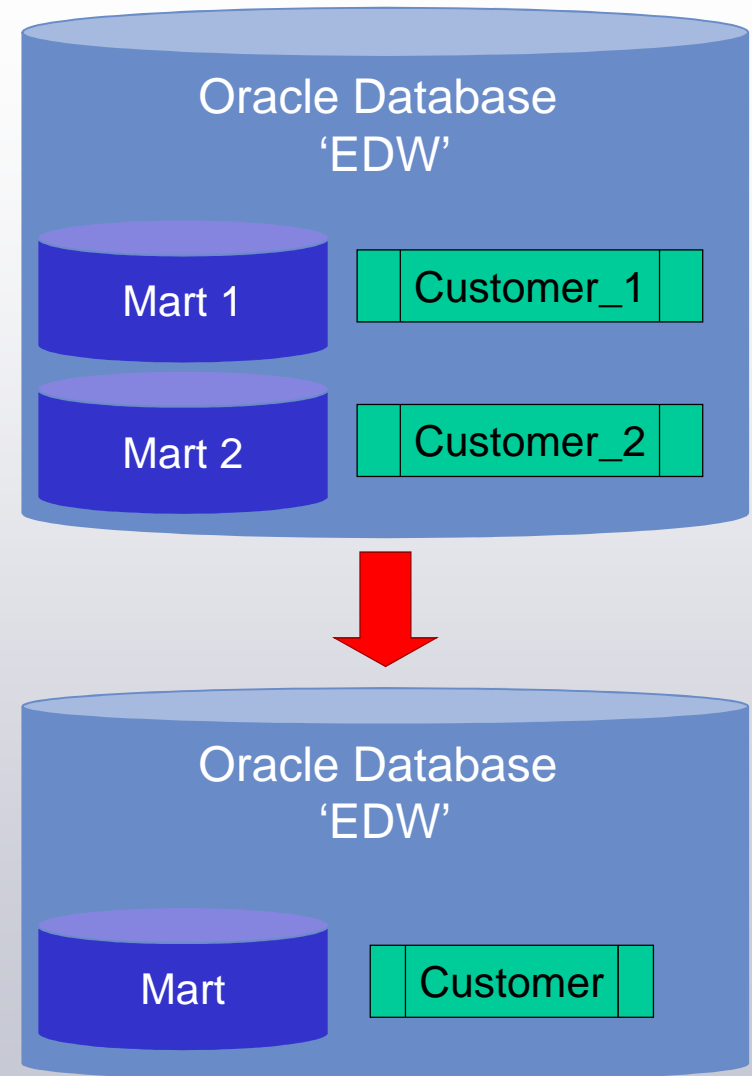 Oracle Database
‘EDW’
Mart 1
Customer_1
Mart 2
Customer_2
Oracle Database
‘EDW’
Mart
Customer